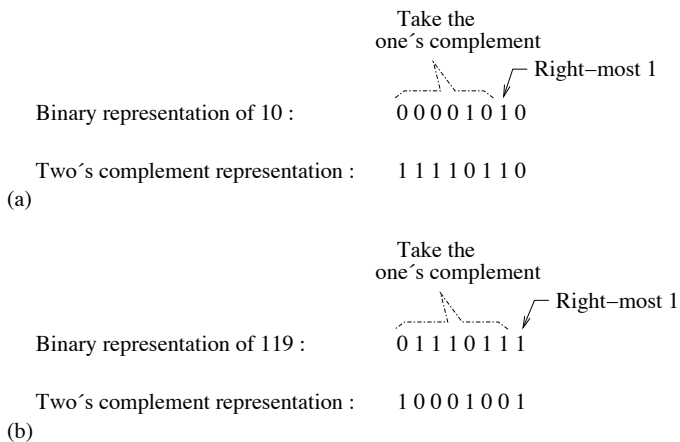 Take the
one´s complement
Right−most 1
Binary representation of 10 : 0 0 0 0 1 0 1 0
Two´s complement representation : 1 1 1 1 0 1 1 0
(a)
Take the
one´s complement
Right−most 1
Binary representation of 119 : 0 1 1 1 0 1 1 1
Two´s complement representation : 1 0 0 0 1 0 0 1
(b)